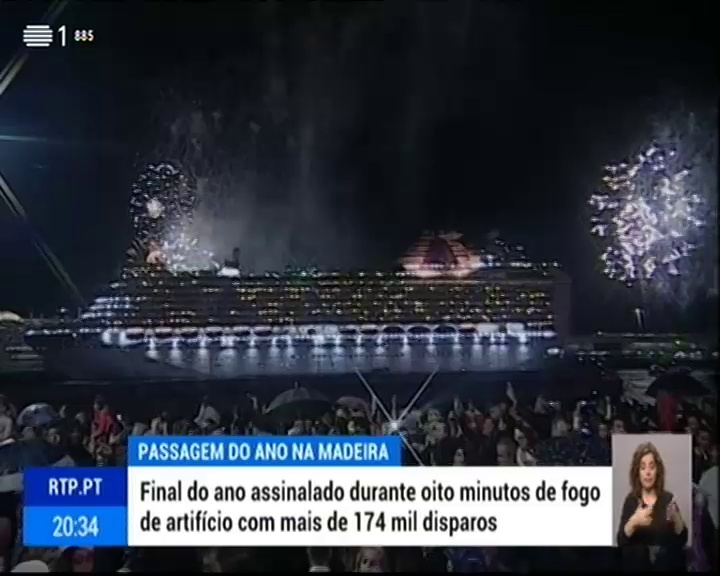 1 885
PASSAGEM DO ANO NA MADEIRA
RTP.PT
Final do ano assinalado durante oito minutos de fogo
20:34
de artifício com mais de 174 mil disparos